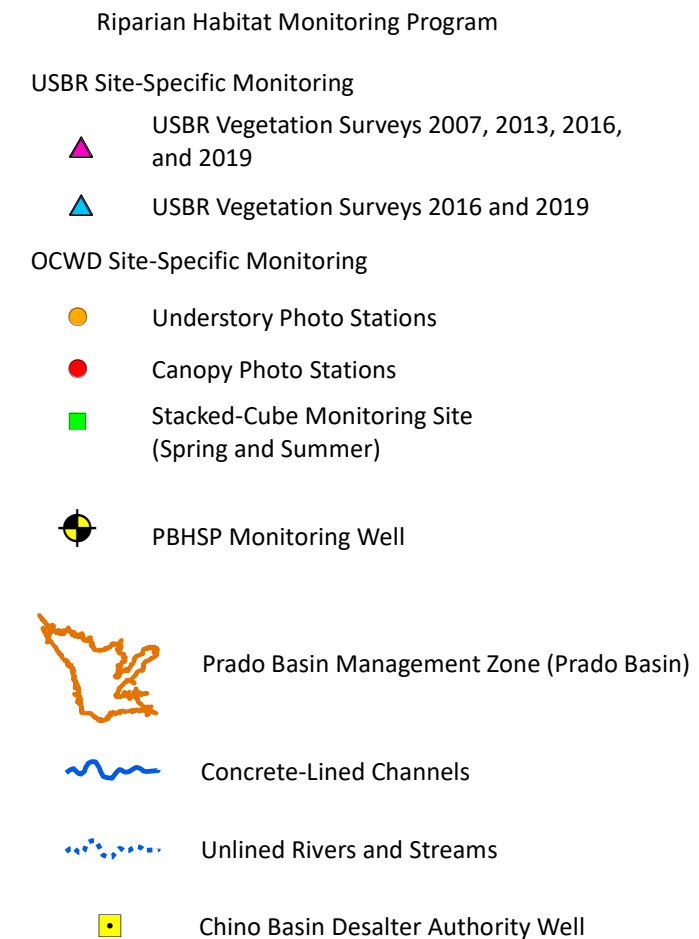 Riparian Habitat Monitoring Program
USBR Site-Specific Monitoring
USBR Vegetation Surveys 2007, 2013, 2016,
and 2019
USBR Vegetation Surveys 2016 and 2019
OCWD Site-Specific Monitoring
Understory Photo Stations
Canopy Photo Stations
Stacked-Cube Monitoring Site
(Spring and Summer)
PBHSP Monitoring Well
Prado Basin Management Zone (Prado Basin)
Concrete-Lined Channels
Unlined Rivers and Streams
Chino Basin Desalter Authority Well